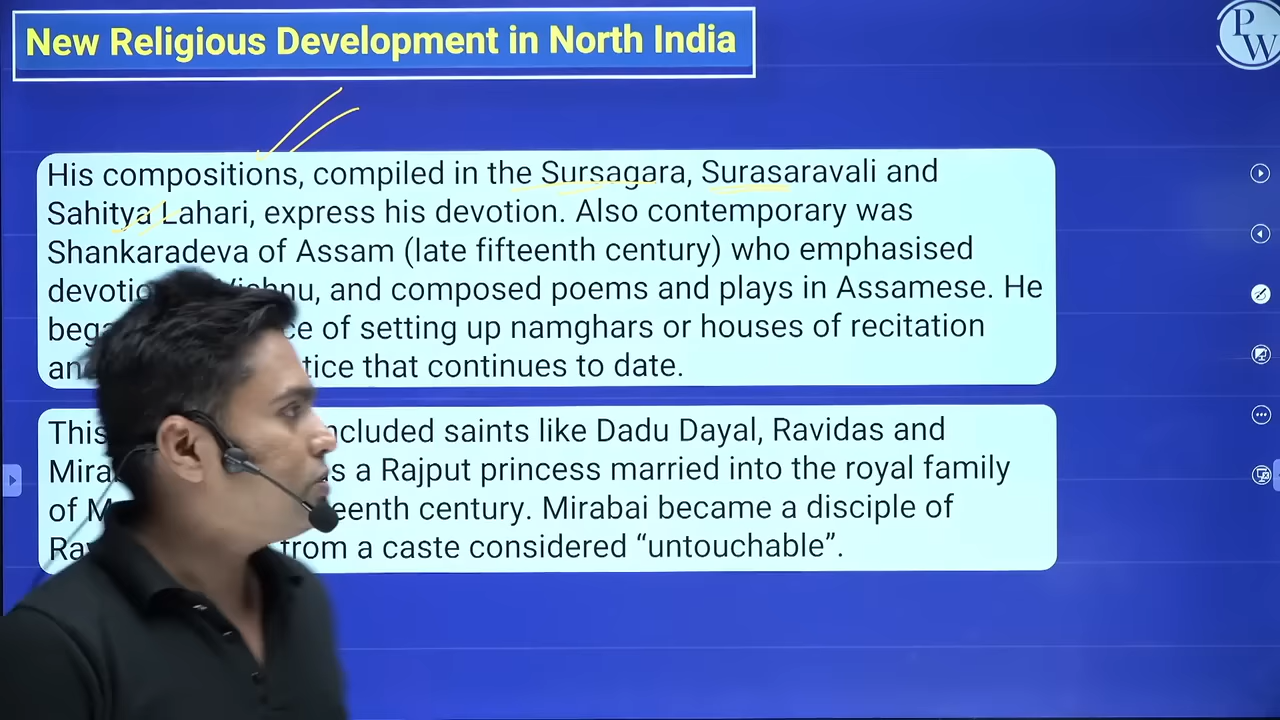 New Religious Development in North India
PW
His compositions, compiled in the Sursagara, Surasaravali and
Sahitya Lahari, express his devotion. Also contemporary was
Shankaradeva of Assam (late fifteenth century) who emphasised
Vishnu, and composed poems and plays in Assamese. He
of setting up namghars or houses of recitation
that continues to date.
This included saints like Dadu Dayal, Ravidas and
a Rajput princess married into the royal family
of century. Mirabai became a disciple of
from a caste considered “untouchable”.